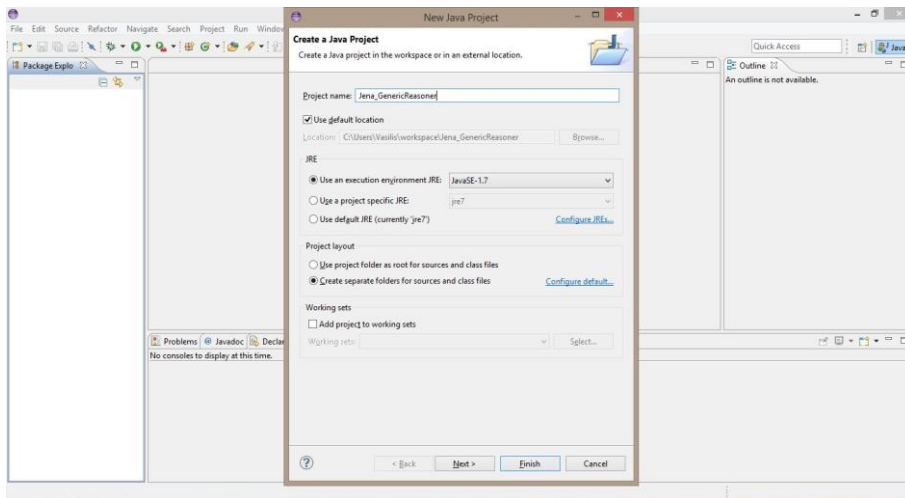 New Java Project
File Edit Source Refactor Navigate Search Project Run Window
Quick Access
Java
Package Explo
Outline
An outline is not available.
Create a Java Project
Create a Java project in the workspace or in an external location.
Project name: Jena_GenericReasoner
Use default location
Location: C:\Users\Vasilis\workspace\Jena_GenericReasoner Browse...
JRE
Use an execution environment JRE: JavaSE-1.7
Use a project specific JRE: jre7
Use default JRE (currently 'jre7') Configure JREs...
Project layout
Use project folder as root for sources and class files
Create separate folders for sources and class files Configure default...
Working sets
Add project to working sets
Working sets: Select...
Problems @ Javadoc Declar
No consoles to display at this time.
? < Back Next > Finish Cancel